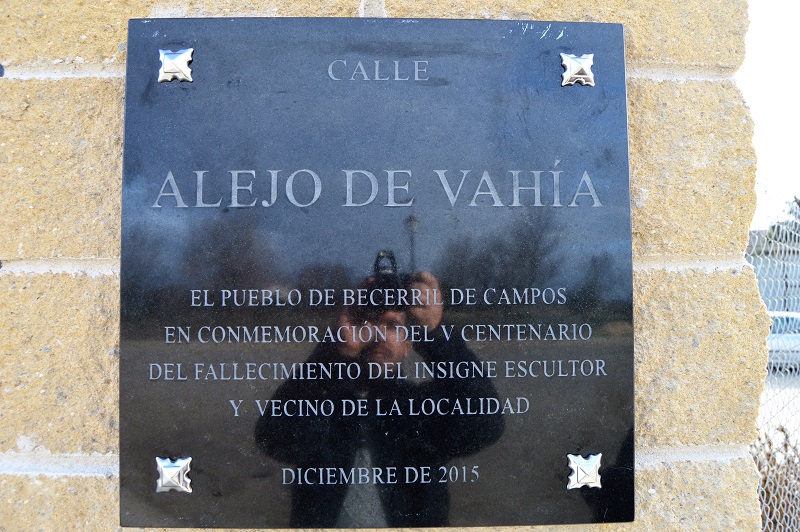 CALLE
ALEJO DE VAHÍA
EL PUEBLO DE BECERRIL DE CAMPOS
EN CONMEMORACIÓN DEL V CENTENARIO
DEL FALLECIMIENTO DEL INSIGNE ESCULTOR
Y VECINO DE LA LOCALIDAD
DICIEMBRE DE 2015